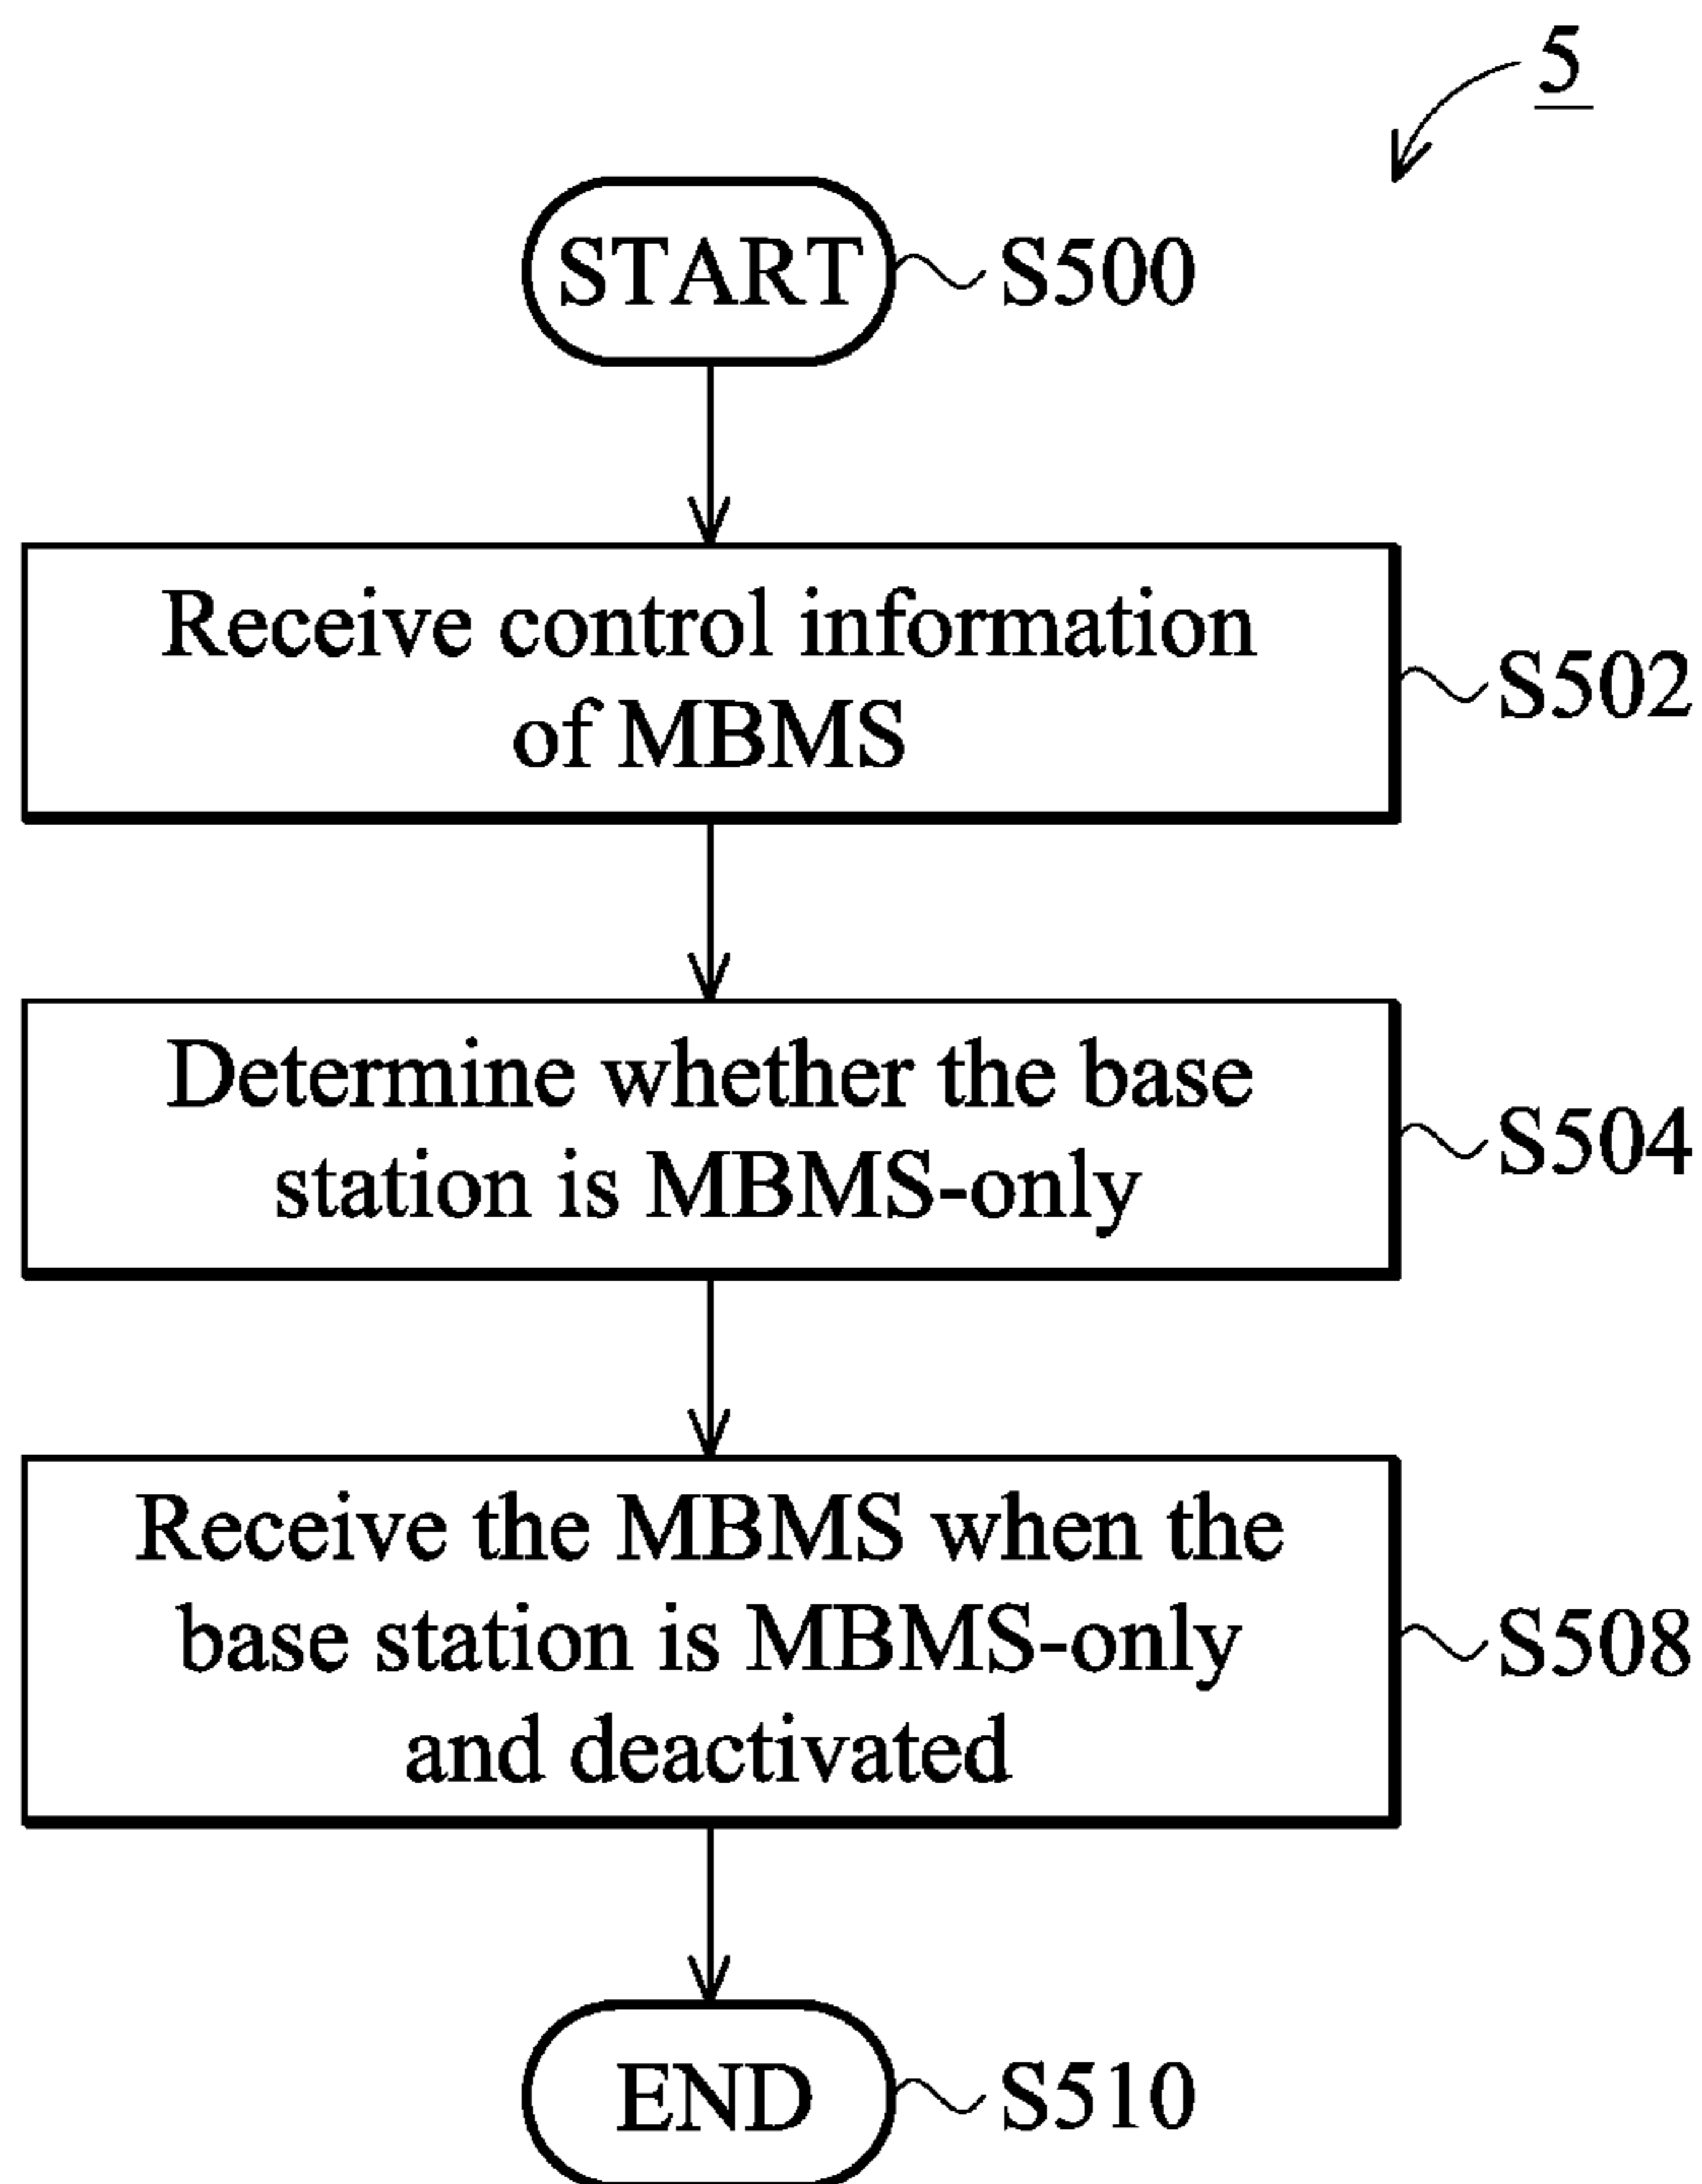 5
START
S500
Receive control information
of MBMS
S502
Determine whether the base
station is MBMS-only
S504
Receive the MBMS when the
base station is MBMS-only
and deactivated
S508
END
S510